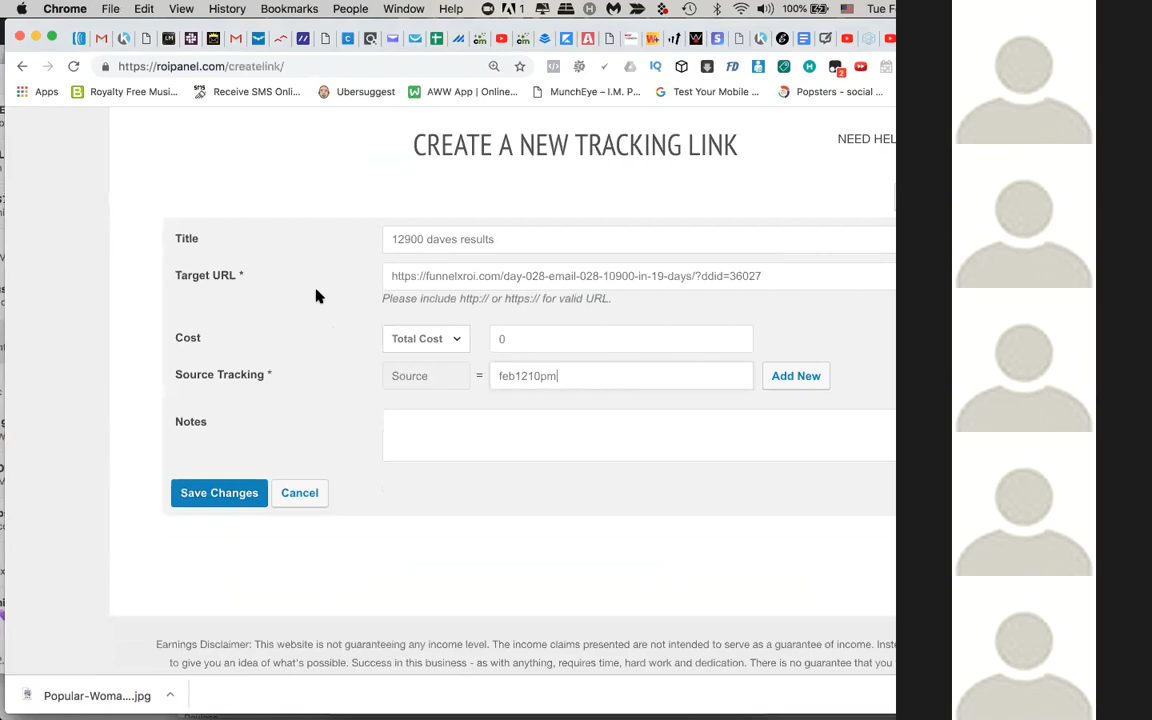 Chrome File Edit View History Bookmarks People Window Help 1 100% Tue F
https://roipanel.com/createlink/
Apps Royalty Free Musi... Receive SMS Onli... Ubersuggest AWW App | Online... MunchEye – I.M. P... Test Your Mobile ... Popsters - social ...
CREATE A NEW TRACKING LINK
NEED HEL
Title 12900 daves results
Target URL * https://funnelxroi.com/day-028-email-028-10900-in-19-days/?ddid=36027
Please include http:// or https:// for valid URL.
Cost Total Cost 0
Source Tracking * Source = feb1210pm Add New
Notes
Save Changes Cancel
Earnings Disclaimer: This website is not guaranteeing any income level. The income claims presented are not intended to serve as a guarantee of income. Inste
to give you an idea of what's possible. Success in this business - as with anything, requires time, hard work and dedication. There is no guarantee that you
Popular-Woma....jpg